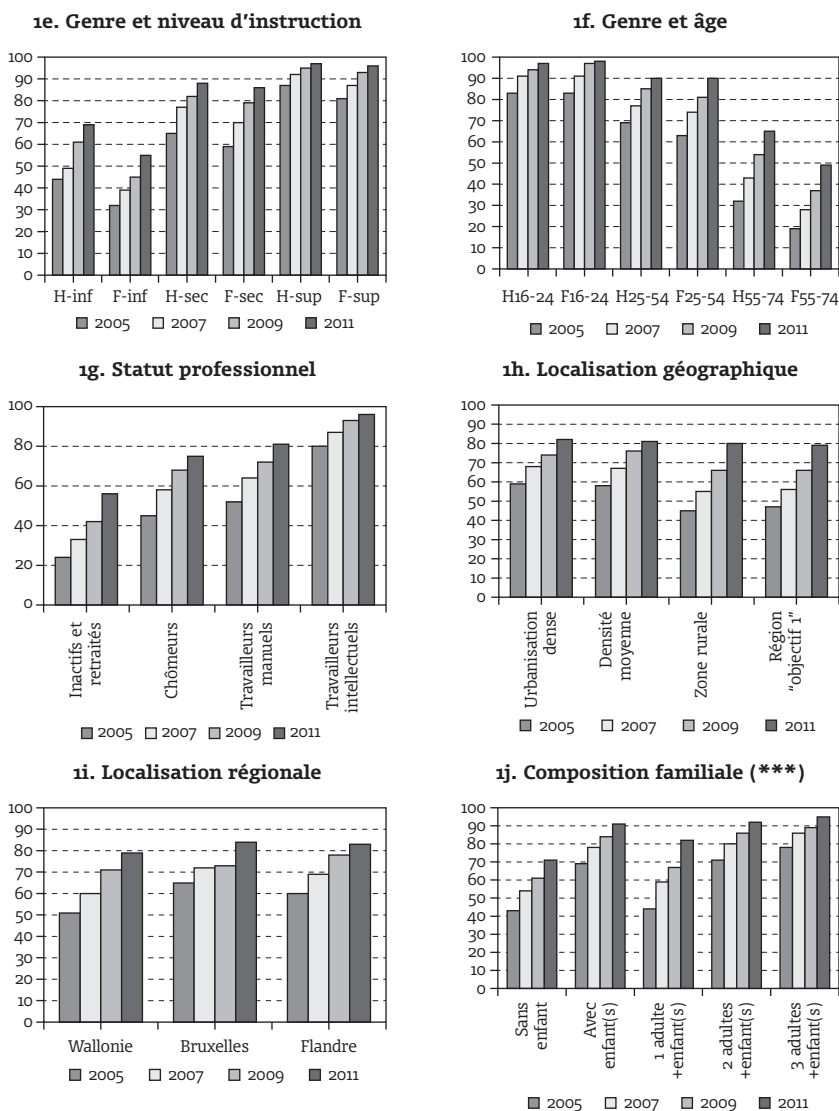 1e. Genre et niveau d'instruction
100
90
80
70
60
50
40
30
20
10
0
H-inf F-inf H-sec F-sec H-sup F-sup
2005 2007 2009 2011
1f. Genre et âge
100
90
80
70
60
50
40
30
20
10
0
H16-24 F16-24 H25-54 F25-54 H55-74 F55-74
2005 2007 2009 2011
1g. Statut professionnel
100
80
60
40
20
0
Inactifs et
retraités
Chômeurs
Travailleurs
manuels
Travailleurs
intellectuels
2005 2007 2009 2011
1h. Localisation géographique
100
90
80
70
60
50
40
30
20
10
0
Urbanisation
dense
Densité
moyenne
Zone rurale
Région
"objectif 1"
2005 2007 2009 2011
1i. Localisation régionale
100
90
80
70
60
50
40
30
20
10
0
Wallonie Bruxelles Flandre
2005 2007 2009 2011
1j. Composition familiale (***)
100
90
80
70
60
50
40
30
20
10
0
Sans
enfant
Avec
enfant(s)
1 adulte
+enfant(s)
2 adultes
+enfant(s)
3 adultes
+enfant(s)
2005 2007 2009 2011